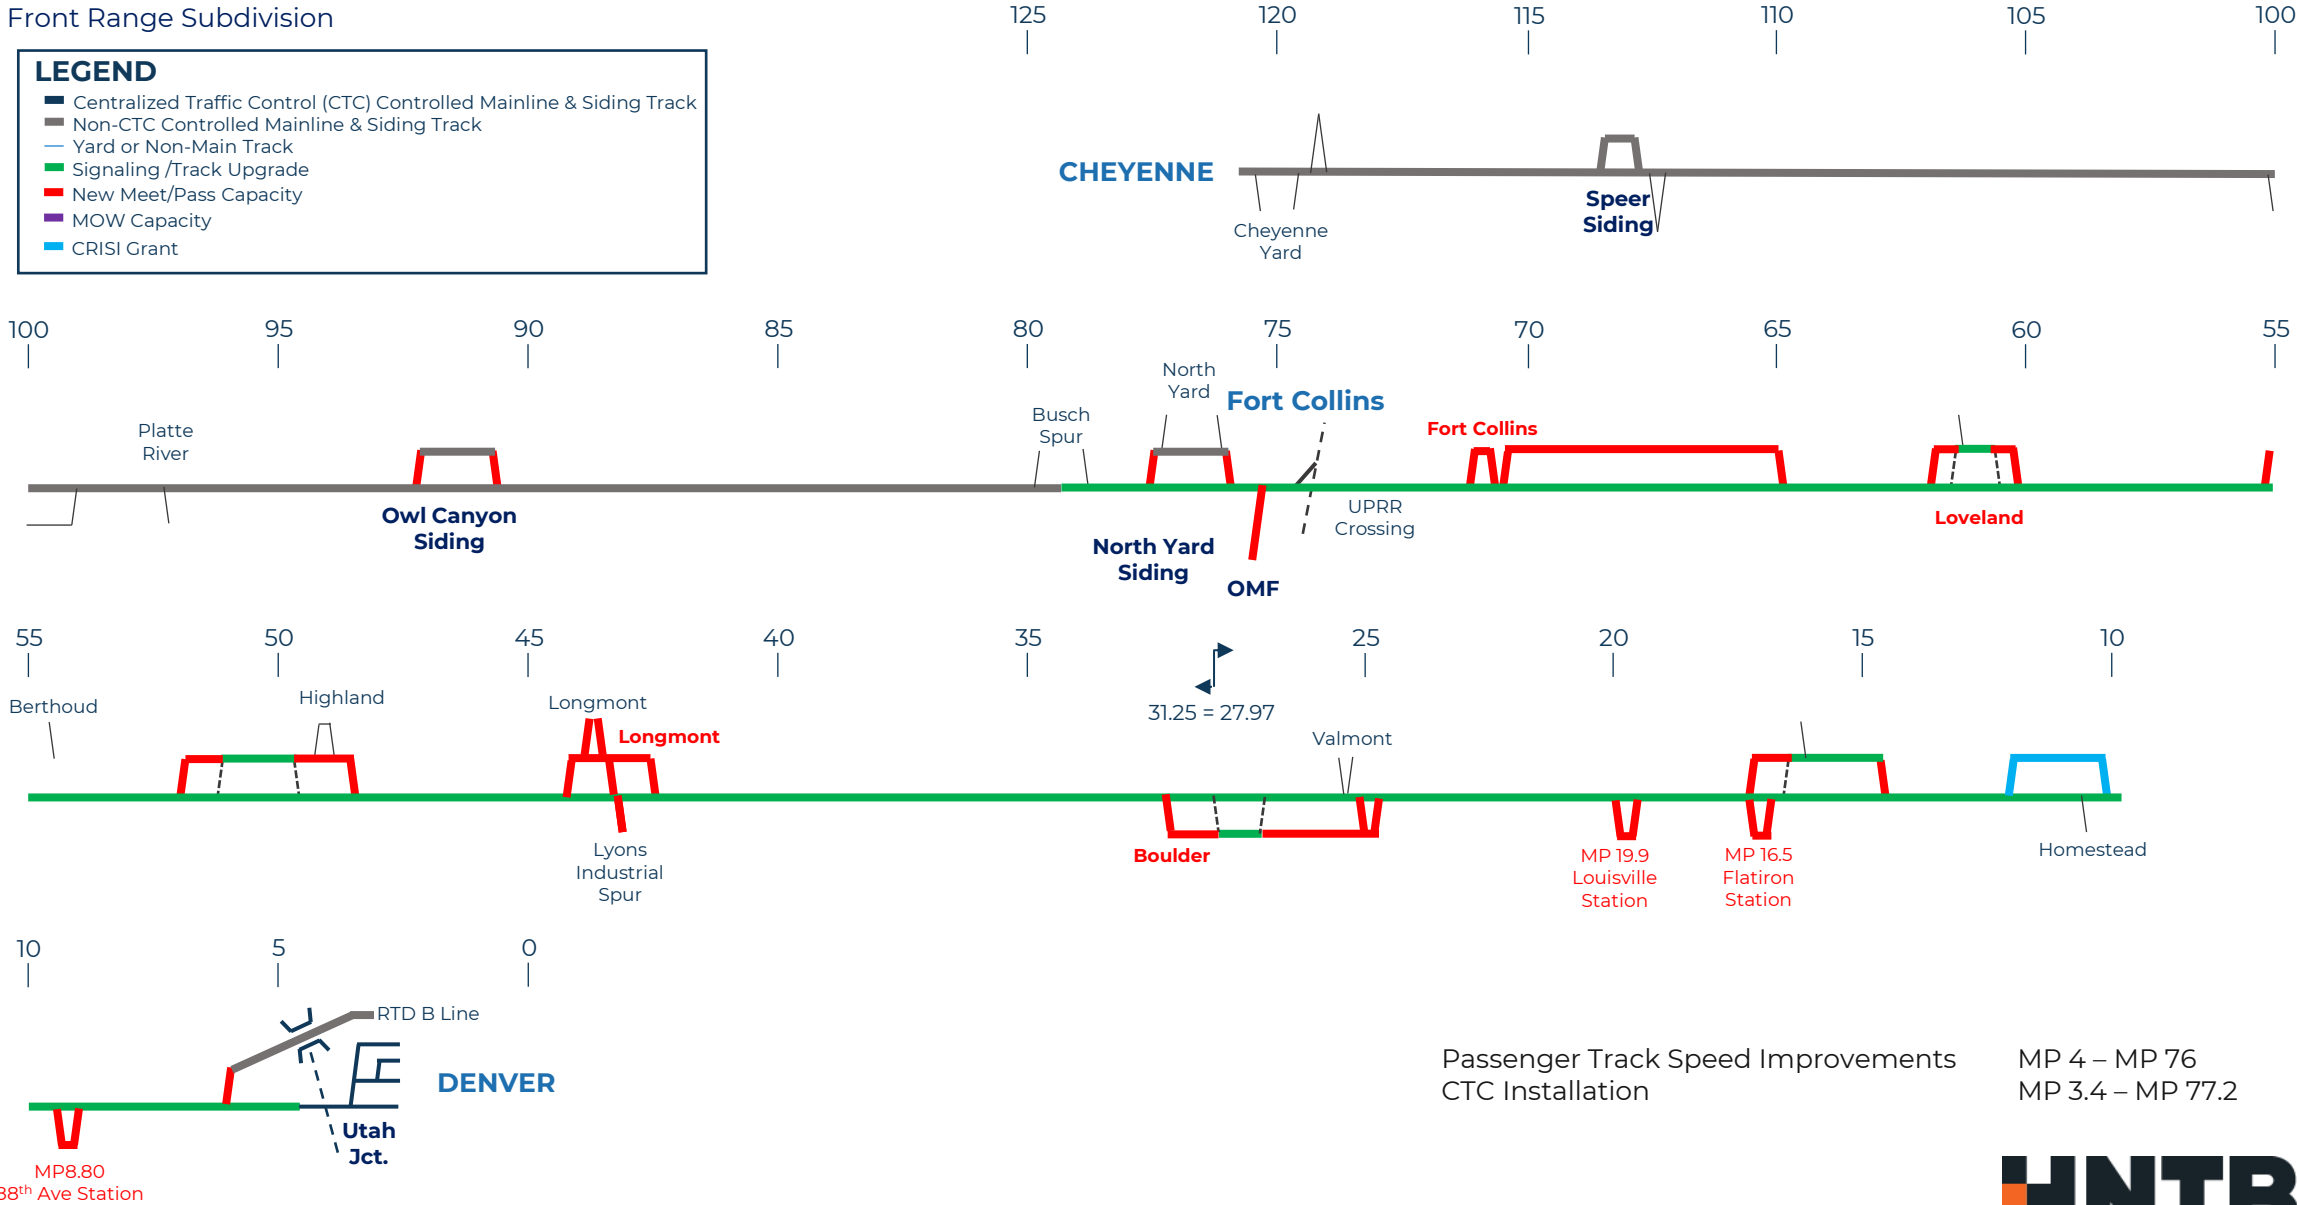 Front Range Subdivision
125 120 115 110 105 100
LEGEND
Centralized Traffic Control (CTC) Controlled Mainline & Siding Track
Non-CTC Controlled Mainline & Siding Track
Yard or Non-Main Track
Signaling /Track Upgrade
New Meet/Pass Capacity
MOW Capacity
CRISI Grant
CHEYENNE
Cheyenne
Yard
Speer
Siding
100 95 90 85 80 75 70 65 60 55
Platte
River
Owl Canyon
Siding
Busch
Spur
North
Yard
Fort Collins
North Yard
Siding
OMF
UPRR
Crossing
Fort Collins
Loveland
55 50 45 40 35 25 20 15 10
Berthoud
Highland
Longmont
Longmont
Lyons
Industrial
Spur
31.25 = 27.97
Boulder
Valmont
MP 19.9
Louisville
Station
MP 16.5
Flatiron
Station
Homestead
10 5 0
RTD B Line
DENVER
Utah
Jct.
MP8.80
88th Ave Station
Passenger Track Speed Improvements MP 4 – MP 76
CTC Installation MP 3.4 – MP 77.2
HNTB